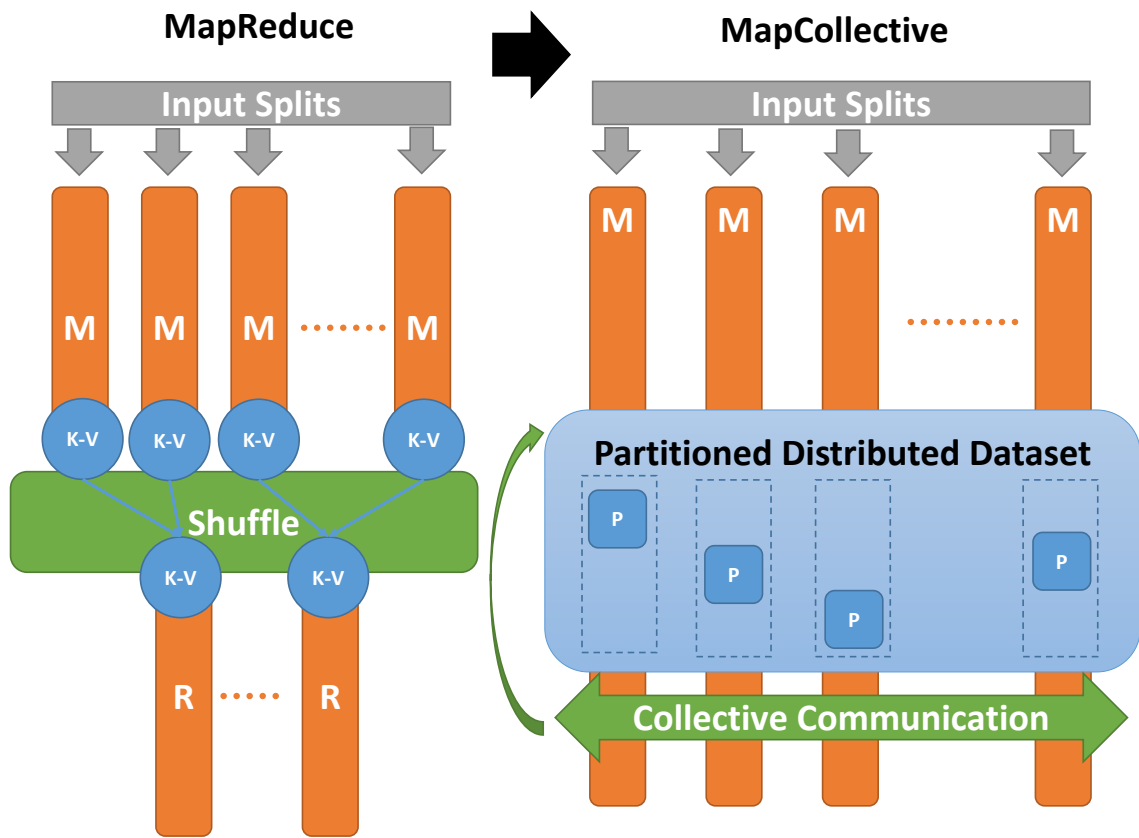 MapReduce
Input Splits
M M M M
K-V K-V K-V K-V
Shuffle
K-V K-V
R R
MapCollective
Input Splits
M M M M
Partitioned Distributed Dataset
P
P
P
P
Collective Communication